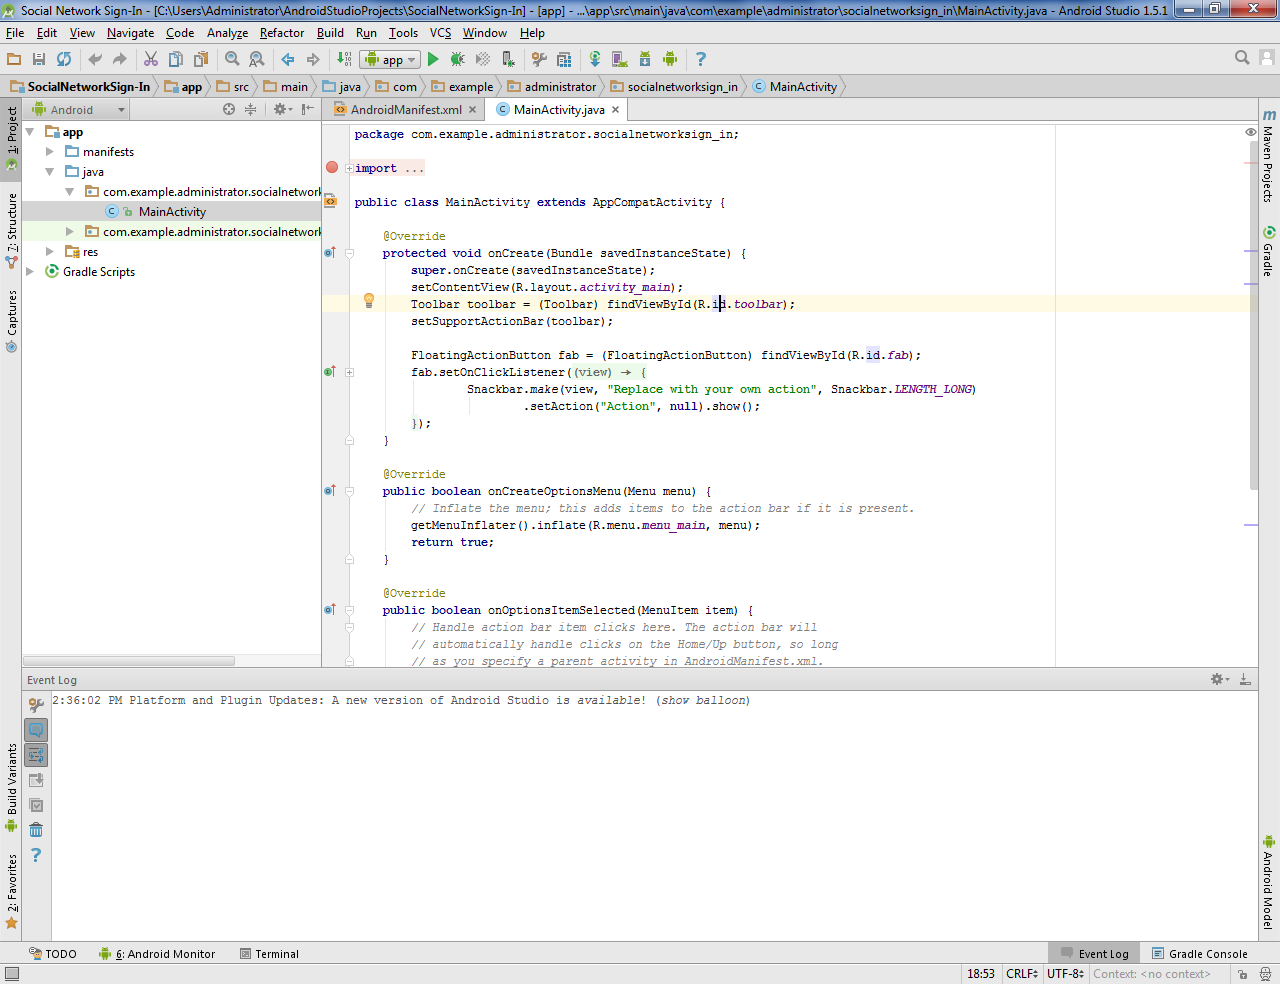 Social Network Sign-In - [C:\Users\Administrator\AndroidStudioProjects\SocialNetworkSign-In] - [app] - ...\app\src\main\java\com\example\administrator\socialnetworksign_in\MainActivity.java - Android Studio 1.5.1
File Edit View Navigate Code Analyze Refactor Build Run Tools VCS Window Help
app
SocialNetworkSign-In app src main java com example administrator socialnetworksign_in MainActivity
Android
AndroidManifest.xml MainActivity.java
1: Project
7: Structure
Captures
Build Variants
2: Favorites
app
manifests
java
com.example.administrator.socialnetwork
MainActivity
com.example.administrator.socialnetwork
res
Gradle Scripts
package com.example.administrator.socialnetworksign_in;
import ...
public class MainActivity extends AppCompatActivity {
@Override
protected void onCreate(Bundle savedInstanceState) {
super.onCreate(savedInstanceState);
setContentView(R.layout.activity_main);
Toolbar toolbar = (Toolbar) findViewById(R.id.toolbar);
setSupportActionBar(toolbar);
FloatingActionButton fab = (FloatingActionButton) findViewById(R.id.fab);
fab.setOnClickListener((view) → {
Snackbar.make(view, "Replace with your own action", Snackbar.LENGTH_LONG)
.setAction("Action", null).show();
});
}
@Override
public boolean onCreateOptionsMenu(Menu menu) {
// Inflate the menu; this adds items to the action bar if it is present.
getMenuInflater().inflate(R.menu.menu_main, menu);
return true;
}
@Override
public boolean onOptionsItemSelected(MenuItem item) {
// Handle action bar item clicks here. The action bar will
// automatically handle clicks on the Home/Up button, so long
// as you specify a parent activity in AndroidManifest.xml.
Maven Projects
Gradle
Android Model
Event Log
2:36:02 PM Platform and Plugin Updates: A new version of Android Studio is available! (show balloon)
TODO 6: Android Monitor Terminal Event Log Gradle Console
18:53 CRLF UTF-8 Context: <no context>